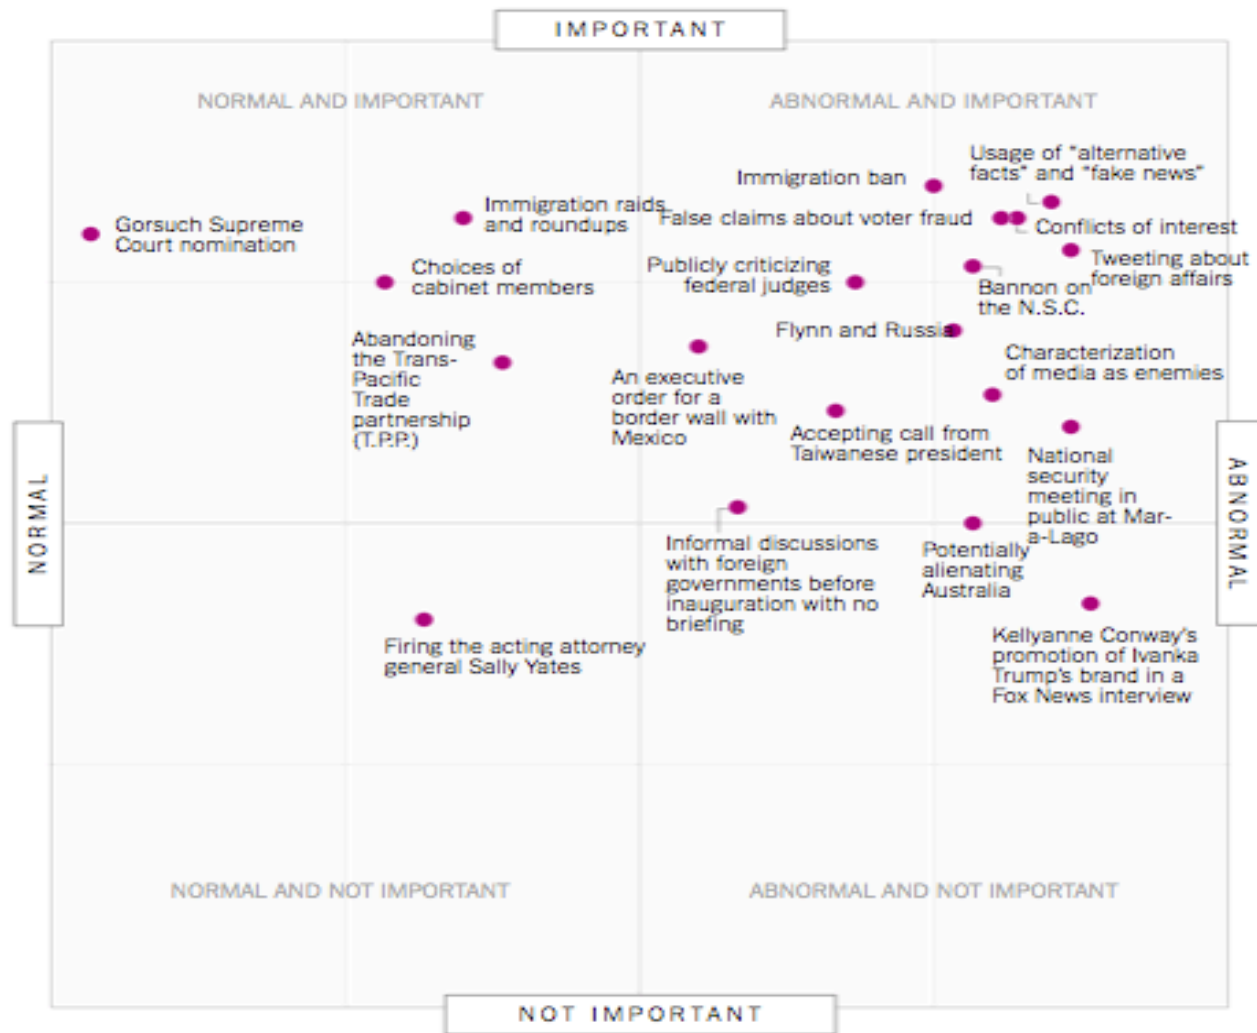 IMPORTANT
NORMAL AND IMPORTANT
ABNORMAL AND IMPORTANT
Usage of "alternative
facts" and "fake news"
Immigration ban
Gorsuch Supreme
Court nomination
Immigration raids
and roundups
False claims about voter fraud
Conflicts of interest
Choices of
cabinet members
Publicly criticizing
federal judges
Tweeting about
foreign affairs
Bannon on
the N.S.C.
Flynn and Russia
Abandoning
the Trans-
Pacific
Trade
partnership
(T.P.P.)
An executive
order for a
border wall with
Mexico
Characterization
of media as enemies
Accepting call from
Taiwanese president
National
security
meeting in
public at Mar-
a-Lago
NORMAL
ABNORMAL
Informal discussions
with foreign
governments before
inauguration with no
briefing
Potentially
alienating
Australia
Firing the acting attorney
general Sally Yates
Kellyanne Conway's
promotion of Ivanka
Trump's brand in a
Fox News interview
NORMAL AND NOT IMPORTANT
ABNORMAL AND NOT IMPORTANT
NOT IMPORTANT